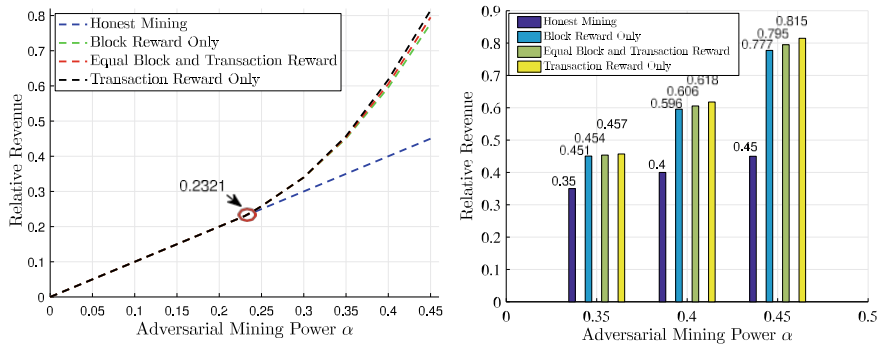 Honest Mining
Block Reward Only
Equal Block and Transaction Reward
Transaction Reward Only
0.8
0.7
0.6
0.5
0.4
0.3
0.2
0.1
0
Relative Revenue
0.2321
0 0.05 0.1 0.15 0.2 0.25 0.3 0.35 0.4 0.45
Adversarial Mining Power α
0.9
0.8
0.7
0.6
0.5
0.4
0.3
0.2
0.1
0
Relative Revenue
Honest Mining
Block Reward Only
Equal Block and Transaction Reward
Transaction Reward Only
0.35
0.451
0.454
0.457
0.4
0.596
0.606
0.618
0.45
0.777
0.795
0.815
0 0.35 0.4 0.45 0.5
Adversarial Mining Power α